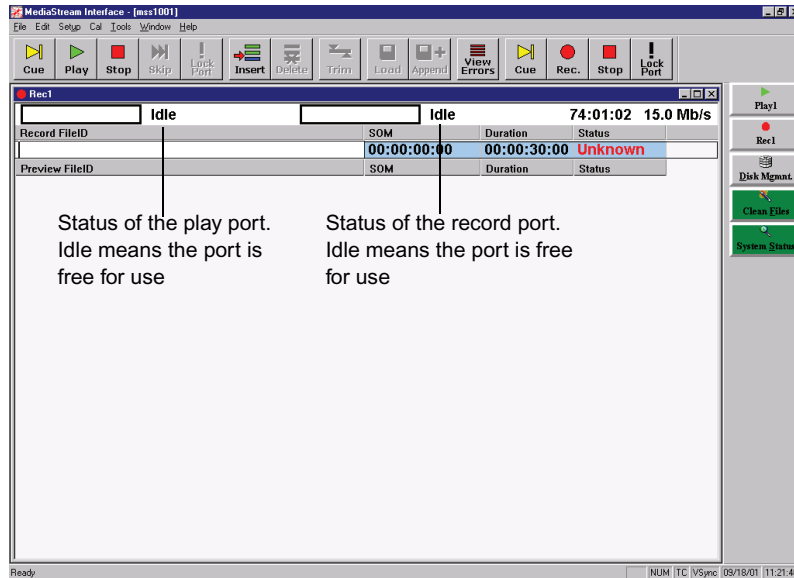 MediaStream Interface - [mss1001]
File Edit Setup Cal Tools Window Help
Cue Play Stop Skip Lock Port Insert Delete Trim Load Append View Errors Cue Rec. Stop Lock Port
Rec1
Idle Idle 74:01:02 15.0 Mb/s
Record FileID SOM Duration Status
00:00:00:00 00:00:30:00 Unknown
Preview FileID SOM Duration Status
Status of the play port.
Idle means the port is
free for use
Status of the record port.
Idle means the port is free
for use
Play1
Rec1
Disk Mgmnt.
Clean Files
System Status
Ready NUM TC VSync 09/18/01 11:21:4